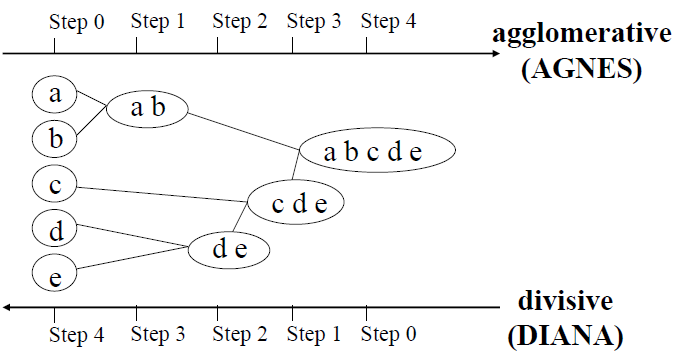 Step 0 Step 1 Step 2 Step 3 Step 4
agglomerative
(AGNES)
a
a b
b
a b c d e
c
c d e
d
d e
e
divisive
(DIANA)
Step 4 Step 3 Step 2 Step 1 Step 0